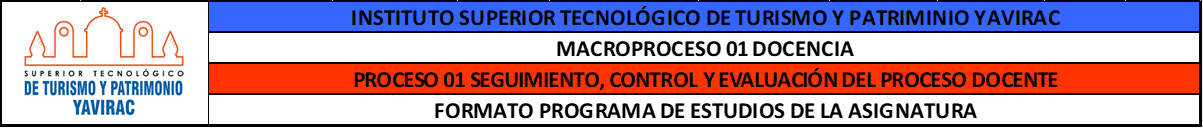 SUPERIOR TECNOLÓGICO
DE TURISMO Y PATRIMONIO
YAVIRAC
INSTITUTO SUPERIOR TECNOLÓGICO DE TURISMO Y PATRIMINIO YAVIRAC
MACROPROCESO 01 DOCENCIA
PROCESO 01 SEGUIMIENTO, CONTROL Y EVALUACIÓN DEL PROCESO DOCENTE
FORMATO PROGRAMA DE ESTUDIOS DE LA ASIGNATURA